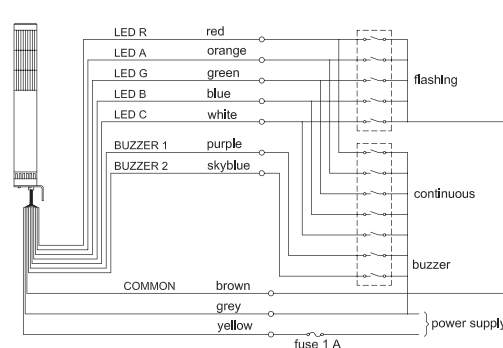 LED R red
LED A orange
LED G green
LED B blue
LED C white
BUZZER 1 purple
BUZZER 2 skyblue
COMMON brown
grey
yellow
fuse 1 A
flashing
continuous
buzzer
power supply